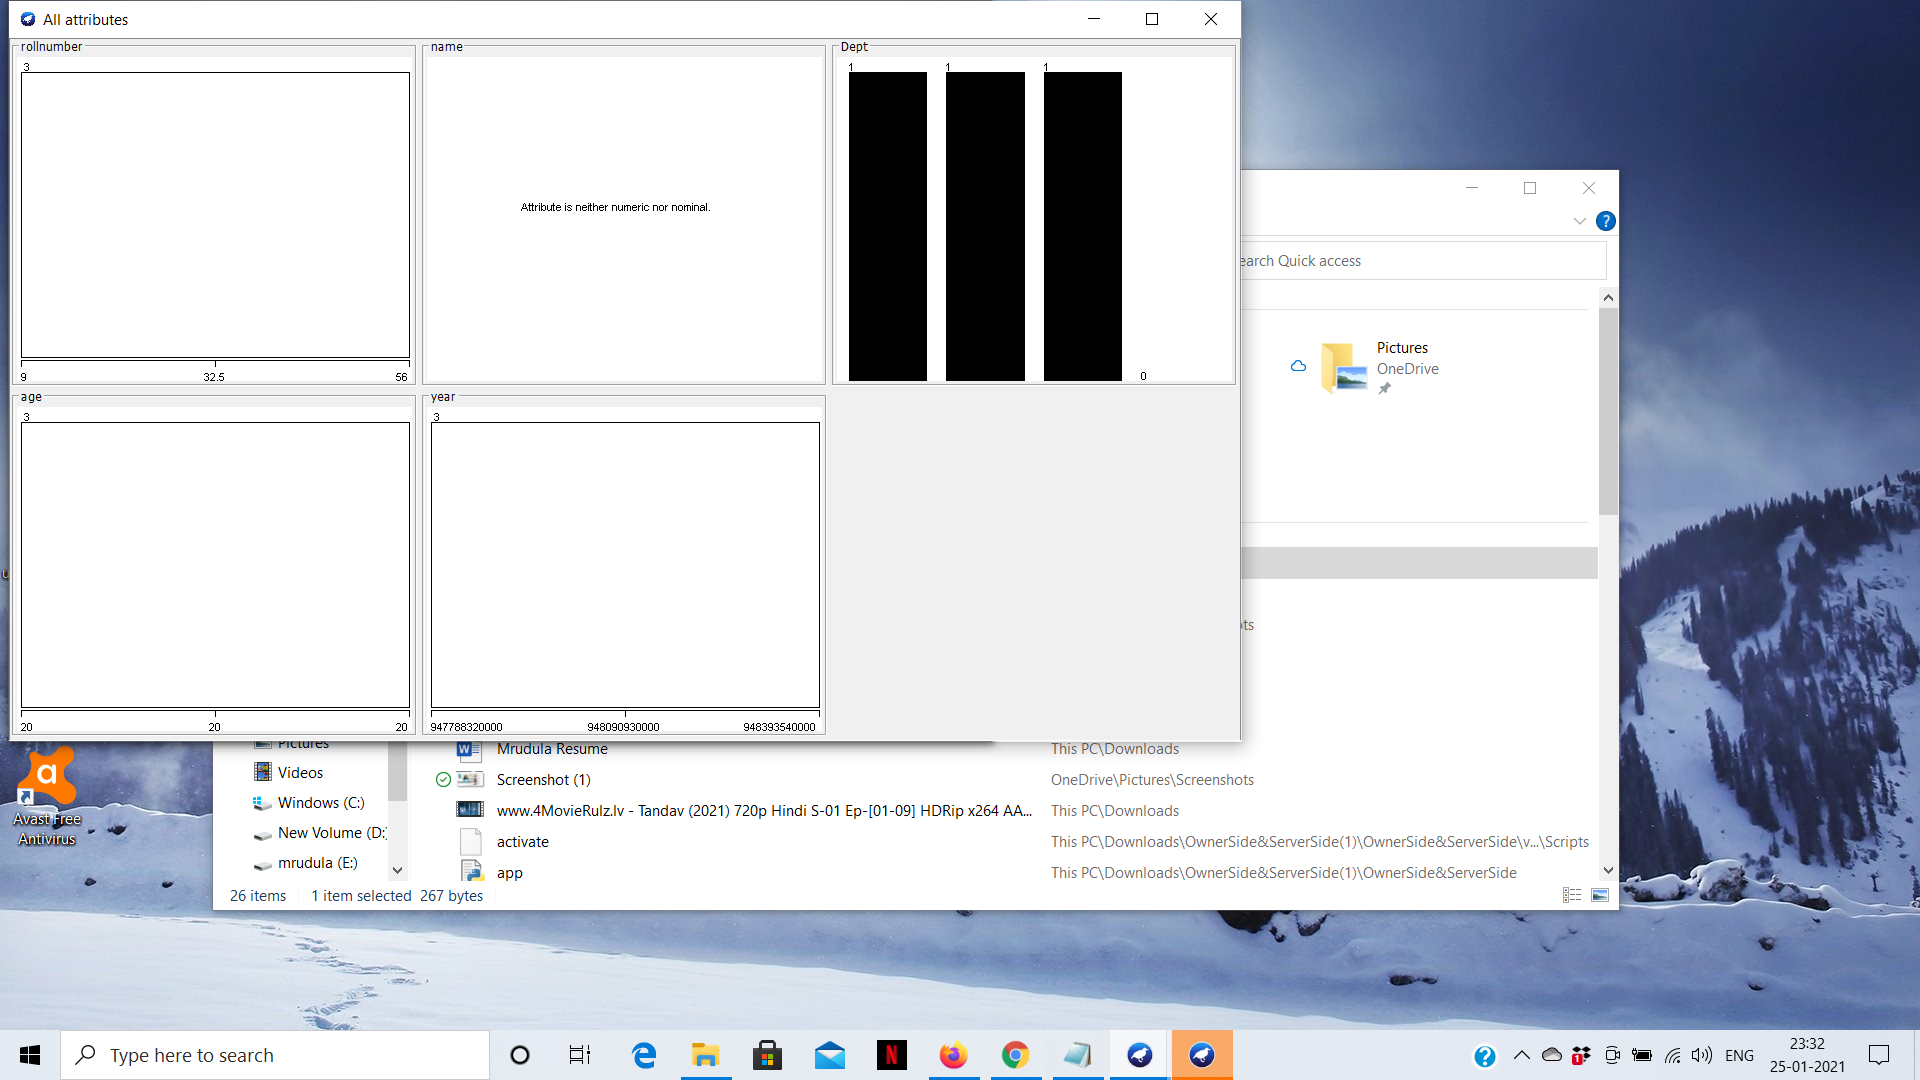 All attributes
rollnumber
3
9 32.5 56
name
Attribute is neither numeric nor nominal.
Dept
1 1 1 0
age
3
20 20 20
year
3
947788320000 948090930000 948393540000
earch Quick access
?
Pictures
OneDrive
ots
Pictures
Videos
Windows (C:)
New Volume (D:)
mrudula (E:)
Mrudula Resume This PC\Downloads
Screenshot (1) OneDrive\Pictures\Screenshots
www.4MovieRulz.lv - Tandav (2021) 720p Hindi S-01 Ep-[01-09] HDRip x264 AA... This PC\Downloads
activate This PC\Downloads\OwnerSide&ServerSide(1)\OwnerSide&ServerSide\v...\Scripts
app This PC\Downloads\OwnerSide&ServerSide(1)\OwnerSide&ServerSide
26 items 1 item selected 267 bytes
Avast Free
Antivirus
Type here to search
N
?
1
ENG
23:32
25-01-2021